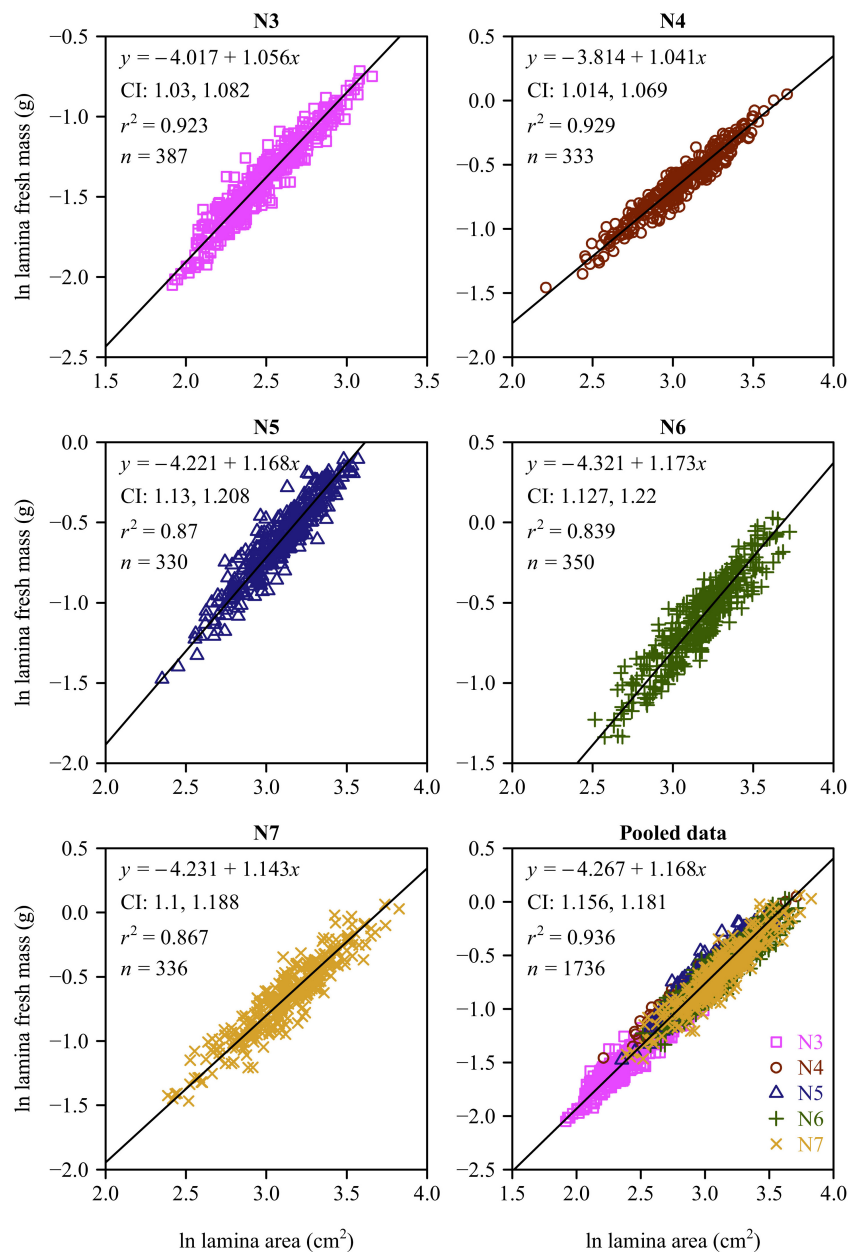 N3
y = −4.017 + 1.056x
CI: 1.03, 1.082
r² = 0.923
n = 387
−0.5
−1.0
−1.5
−2.0
−2.5
1.5 2.0 2.5 3.0 3.5
ln lamina fresh mass (g)
N4
y = −3.814 + 1.041x
CI: 1.014, 1.069
r² = 0.929
n = 333
0.5
0.0
−0.5
−1.0
−1.5
−2.0
2.0 2.5 3.0 3.5 4.0
N5
y = −4.221 + 1.168x
CI: 1.13, 1.208
r² = 0.87
n = 330
0.0
−0.5
−1.0
−1.5
−2.0
2.0 2.5 3.0 3.5 4.0
ln lamina fresh mass (g)
N6
y = −4.321 + 1.173x
CI: 1.127, 1.22
r² = 0.839
n = 350
0.5
0.0
−0.5
−1.0
−1.5
2.0 2.5 3.0 3.5 4.0
N7
y = −4.231 + 1.143x
CI: 1.1, 1.188
r² = 0.867
n = 336
0.5
0.0
−0.5
−1.0
−1.5
−2.0
2.0 2.5 3.0 3.5 4.0
ln lamina fresh mass (g)
ln lamina area (cm²)
Pooled data
y = −4.267 + 1.168x
CI: 1.156, 1.181
r² = 0.936
n = 1736
N3
N4
N5
N6
N7
0.5
0.0
−0.5
−1.0
−1.5
−2.0
−2.5
1.5 2.0 2.5 3.0 3.5 4.0
ln lamina area (cm²)